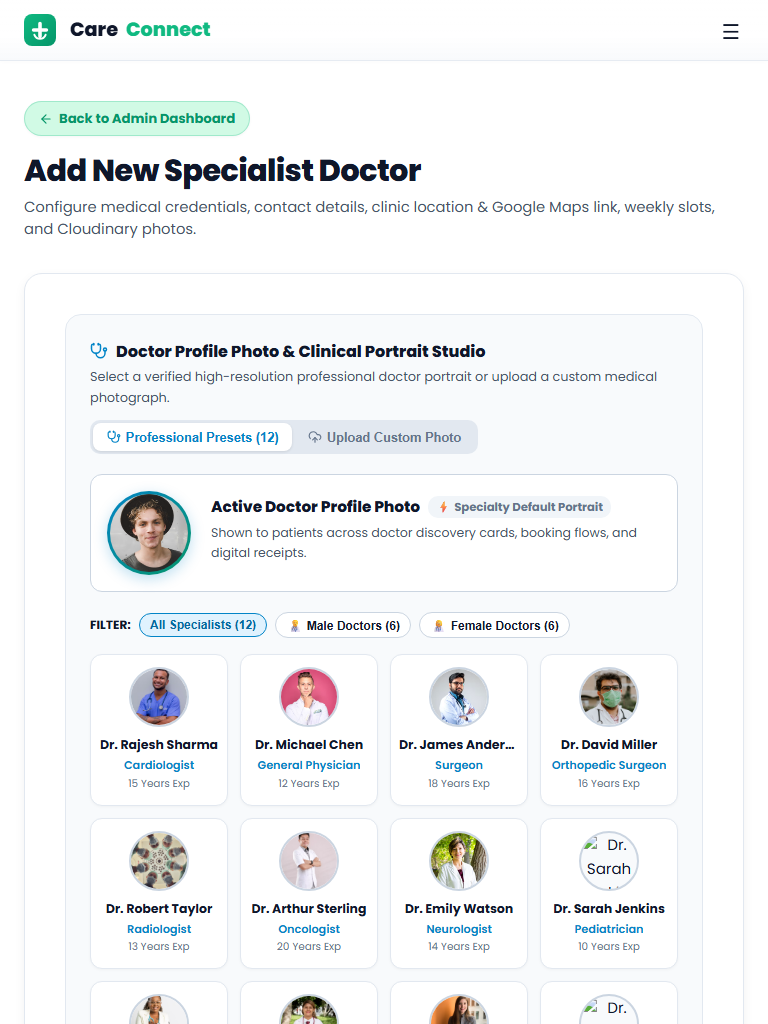 Care Connect
Back to Admin Dashboard
Add New Specialist Doctor
Configure medical credentials, contact details, clinic location & Google Maps link, weekly slots,
and Cloudinary photos.
Doctor Profile Photo & Clinical Portrait Studio
Select a verified high-resolution professional doctor portrait or upload a custom medical
photograph.
Professional Presets (12)
Upload Custom Photo
Active Doctor Profile Photo
Specialty Default Portrait
Shown to patients across doctor discovery cards, booking flows, and
digital receipts.
FILTER:
All Specialists (12)
Male Doctors (6)
Female Doctors (6)
Dr. Rajesh Sharma
Cardiologist
15 Years Exp
Dr. Michael Chen
General Physician
12 Years Exp
Dr. James Ander...
Surgeon
18 Years Exp
Dr. David Miller
Orthopedic Surgeon
16 Years Exp
Dr. Robert Taylor
Radiologist
13 Years Exp
Dr. Arthur Sterling
Oncologist
20 Years Exp
Dr. Emily Watson
Neurologist
14 Years Exp
Dr.
Sarah
Dr. Sarah Jenkins
Pediatrician
10 Years Exp
Dr.